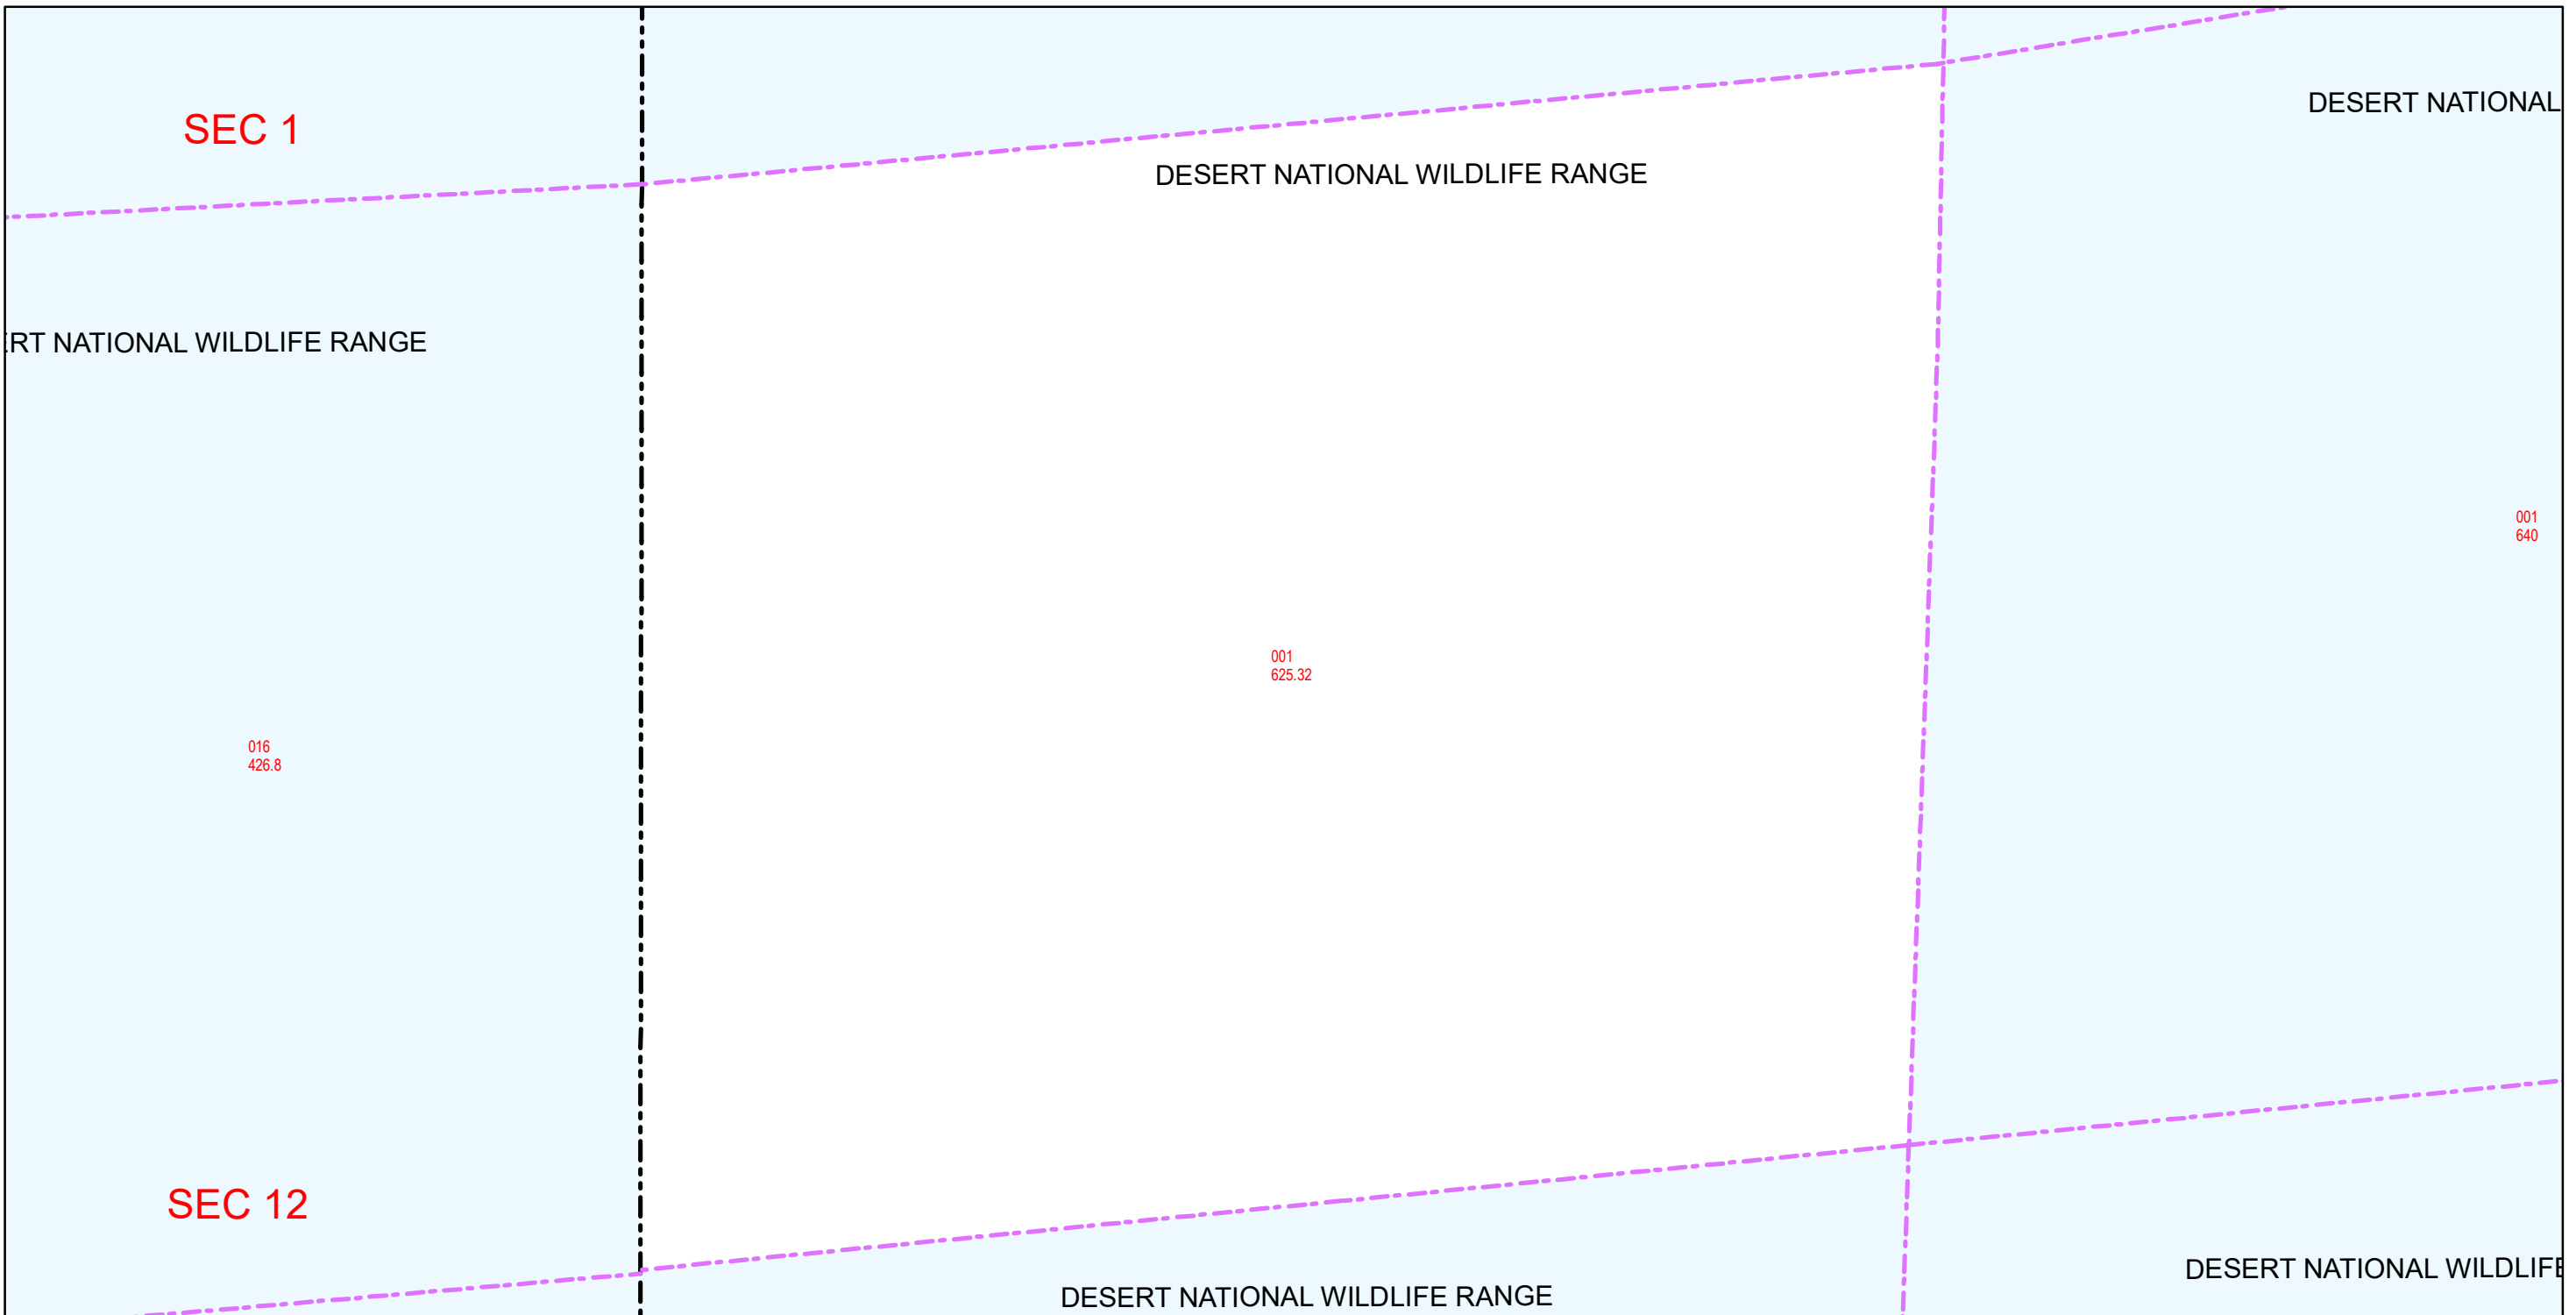 DESERT NATIONAL
SEC 1
DESERT NATIONAL WILDLIFE RANGE
ERT NATIONAL WILDLIFE RANGE
001
640
001
625.32
016
426.8
SEC 12
DESERT NATIONAL WILDLIFE
DESERT NATIONAL WILDLIFE RANGE